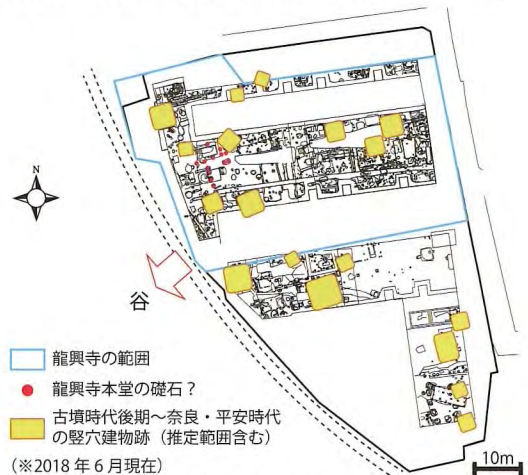 N
谷
龍興寺の範囲
龍興寺本堂の礎石？
古墳時代後期～奈良・平安時代
の竪穴建物跡（推定範囲含む）
（※2018 年 6 月現在）
10m